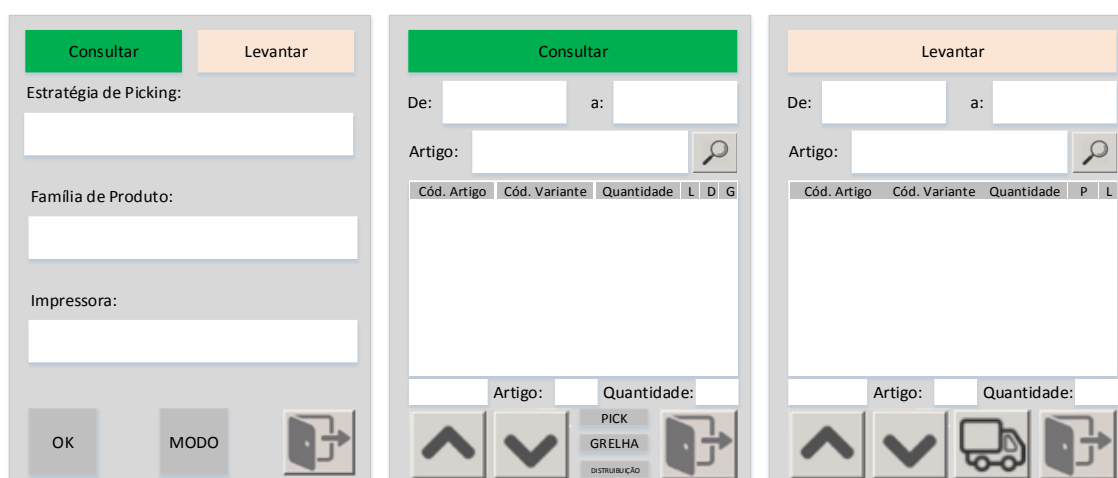 Consultar Levantar
Estratégia de Picking:
Família de Produto:
Impressora:
OK MODO
Consultar
De: a:
Artigo:
Cód. Artigo Cód. Variante Quantidade L D G
Artigo: Quantidade:
PICK
GRELHA
DISTRUIBUIÇÃO
Levantar
De: a:
Artigo:
Cód. Artigo Cód. Variante Quantidade P L
Artigo: Quantidade: